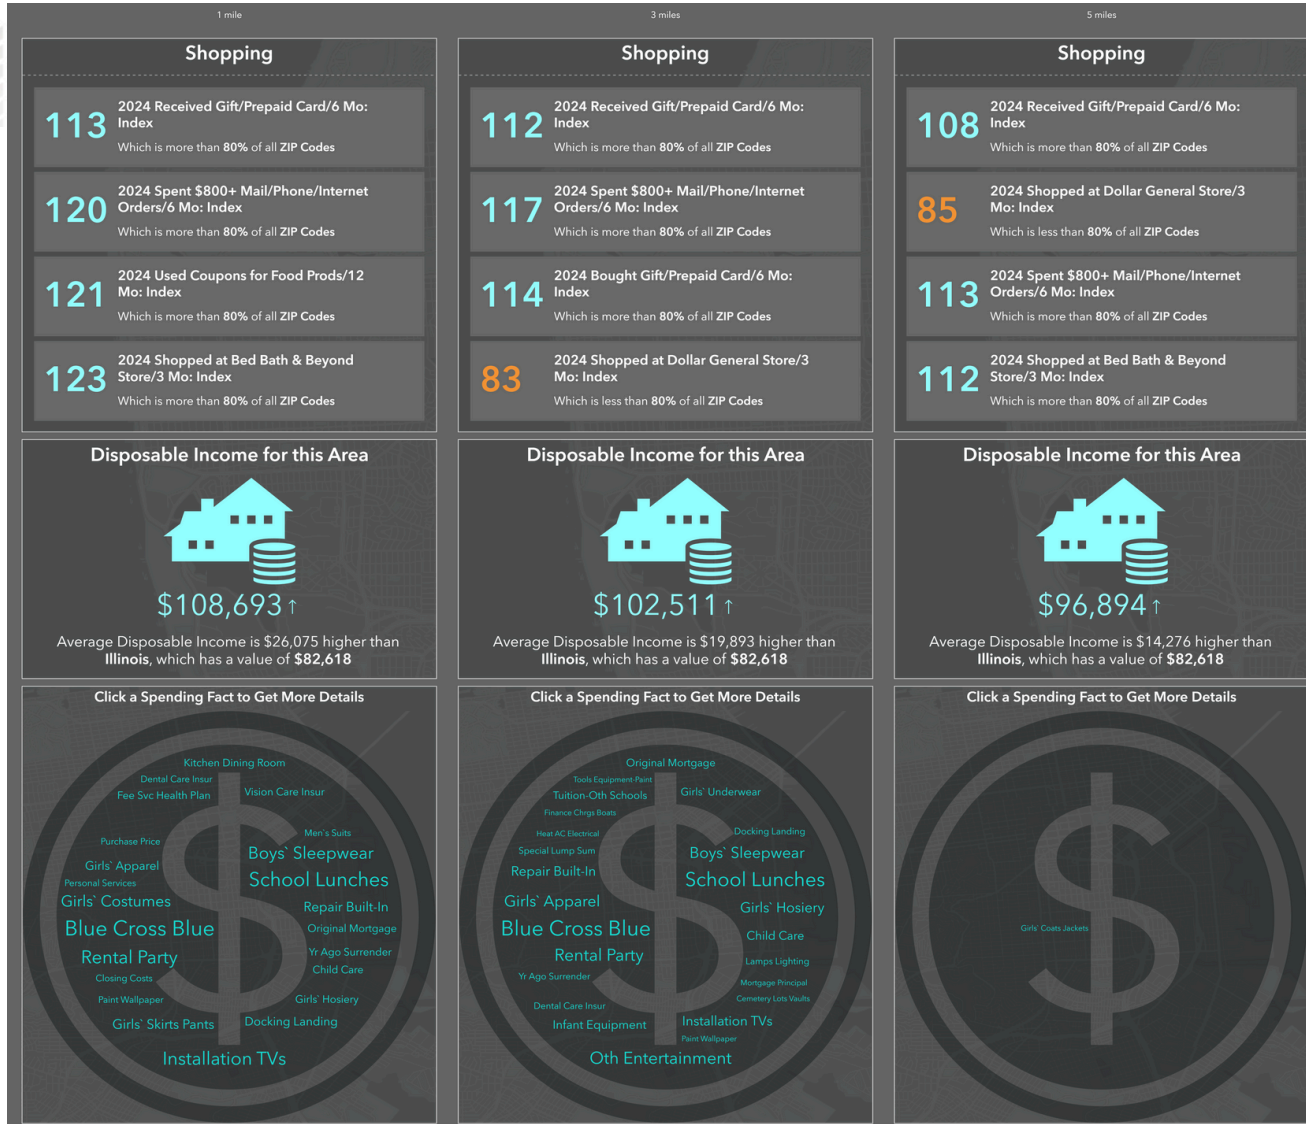 1 mile
3 miles
5 miles
Shopping
113
2024 Received Gift/Prepaid Card/6 Mo:
Index
Which is more than 80% of all ZIP Codes
120
2024 Spent $800+ Mail/Phone/Internet
Orders/6 Mo: Index
Which is more than 80% of all ZIP Codes
121
2024 Used Coupons for Food Prods/12
Mo: Index
Which is more than 80% of all ZIP Codes
123
2024 Shopped at Bed Bath & Beyond
Store/3 Mo: Index
Which is more than 80% of all ZIP Codes
Shopping
112
2024 Received Gift/Prepaid Card/6 Mo:
Index
Which is more than 80% of all ZIP Codes
117
2024 Spent $800+ Mail/Phone/Internet
Orders/6 Mo: Index
Which is more than 80% of all ZIP Codes
114
2024 Bought Gift/Prepaid Card/6 Mo:
Index
Which is more than 80% of all ZIP Codes
83
2024 Shopped at Dollar General Store/3
Mo: Index
Which is less than 80% of all ZIP Codes
Shopping
108
2024 Received Gift/Prepaid Card/6 Mo:
Index
Which is more than 80% of all ZIP Codes
85
2024 Shopped at Dollar General Store/3
Mo: Index
Which is less than 80% of all ZIP Codes
113
2024 Spent $800+ Mail/Phone/Internet
Orders/6 Mo: Index
Which is more than 80% of all ZIP Codes
112
2024 Shopped at Bed Bath & Beyond
Store/3 Mo: Index
Which is more than 80% of all ZIP Codes
Disposable Income for this Area
$108,693↑
Average Disposable Income is $26,075 higher than
Illinois, which has a value of $82,618
Disposable Income for this Area
$102,511↑
Average Disposable Income is $19,893 higher than
Illinois, which has a value of $82,618
Disposable Income for this Area
$96,894↑
Average Disposable Income is $14,276 higher than
Illinois, which has a value of $82,618
Click a Spending Fact to Get More Details
Kitchen Dining Room
Dental Care Insur
Fee Svc Health Plan
Vision Care Insur
Men`s Suits
Purchase Price
Boys` Sleepwear
Girls` Apparel
School Lunches
Personal Services
Girls` Costumes
Repair Built-In
Blue Cross Blue
Original Mortgage
Rental Party
Yr Ago Surrender
Child Care
Closing Costs
Paint Wallpaper
Girls` Hosiery
Girls` Skirts Pants
Docking Landing
Installation TVs
Click a Spending Fact to Get More Details
Original Mortgage
Tools Equipment-Paint
Tuition-Oth Schools
Girls` Underwear
Finance Chrgs Boats
Heat AC Electrical
Docking Landing
Special Lump Sum
Boys` Sleepwear
Repair Built-In
School Lunches
Girls` Apparel
Girls` Hosiery
Blue Cross Blue
Child Care
Rental Party
Lamps Lighting
Yr Ago Surrender
Mortgage Principal
Cemetery Lots Vaults
Dental Care Insur
Infant Equipment
Installation TVs
Paint Wallpaper
Oth Entertainment
Click a Spending Fact to Get More Details
Girls` Coats Jackets